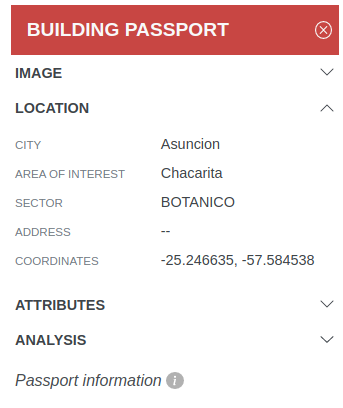 BUILDING PASSPORT
IMAGE
LOCATION
CITY Asuncion
AREA OF INTEREST Chacarita
SECTOR BOTANICO
ADDRESS --
COORDINATES -25.246635, -57.584538
ATTRIBUTES
ANALYSIS
Passport information i